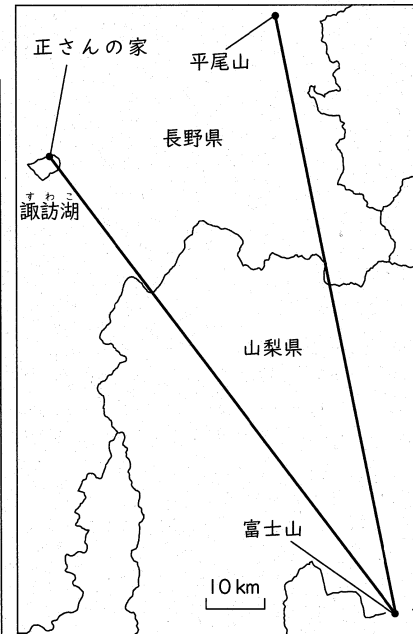 正さんの家
平尾山
長野県
すわこ
諏訪湖
山梨県
富士山
10km